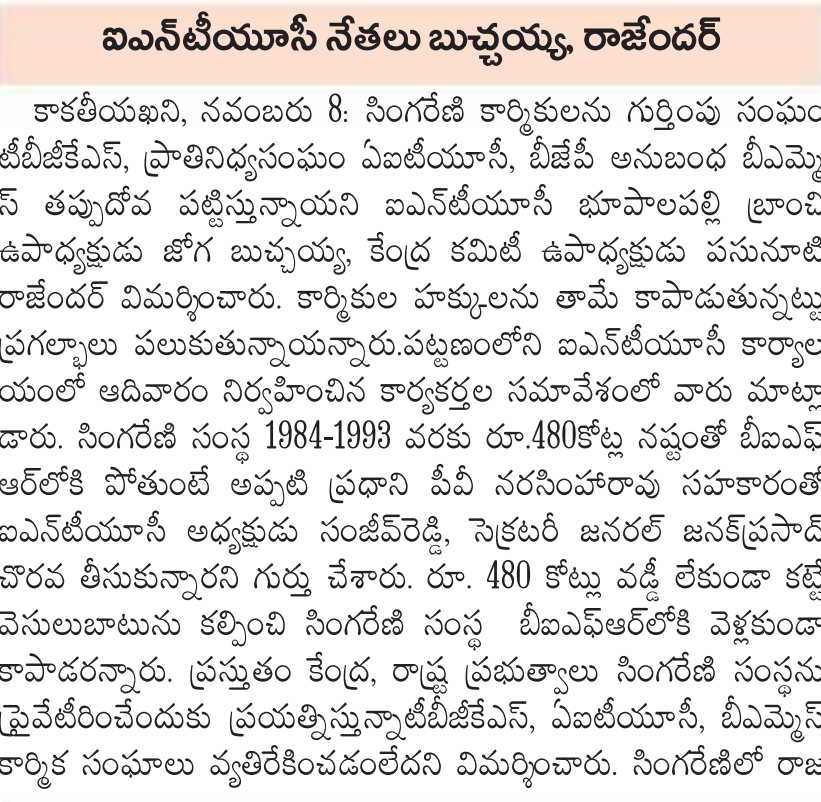 ఐఎన్‌టీయూసీ నేతలు బుచ్చయ్య, రాజేందర్
కాకతీయఖని, నవంబరు 8: సింగరేణి కార్మికులను గుర్తింపు సంఘం
టీబీజీకేఎస్, ప్రాతినిధ్యసంఘం ఏఐటీయూసీ, బీజేపీ అనుబంధ బీఎమ్మె
స్ తప్పుదోవ పట్టిస్తున్నాయని ఐఎన్‌టీయూసీ భూపాలపల్లి బ్రాంచి
ఉపాధ్యక్షుడు జోగ బుచ్చయ్య, కేంద్ర కమిటీ ఉపాధ్యక్షుడు పసునూటి
రాజేందర్ విమర్శించారు. కార్మికుల హక్కులను తామే కాపాడుతున్నట్టు
ప్రగల్భాలు పలుకుతున్నాయన్నారు.పట్టణంలోని ఐఎన్‌టీయూసీ కార్యాల
యంలో ఆదివారం నిర్వహించిన కార్యకర్తల సమావేశంలో వారు మాట్లా
డారు. సింగరేణి సంస్థ 1984-1993 వరకు రూ.480కోట్ల నష్టంతో బీఐఎఫ్
ఆర్‌లోకి పోతుంటే అప్పటి ప్రధాని పీవీ నరసింహారావు సహకారంతో
ఐఎన్‌టీయూసీ అధ్యక్షుడు సంజీవ్‌రెడ్డి, సెక్రటరీ జనరల్ జనక్‌ప్రసాద్
చొరవ తీసుకున్నారని గుర్తు చేశారు. రూ. 480 కోట్లు వడ్డీ లేకుండా కట్టే
వెసులుబాటును కల్పించి సింగరేణి సంస్థ బీఐఎఫ్ఆర్‌లోకి వెళ్లకుండా
కాపాడరన్నారు. ప్రస్తుతం కేంద్ర, రాష్ట్ర ప్రభుత్వాలు సింగరేణి సంస్థను
ప్రైవేటీరించేందుకు ప్రయత్నిస్తున్నాటీబీజీకేఎస్, ఏఐటీయూసీ, బీఎమ్మెస్
కార్మిక సంఘాలు వ్యతిరేకించడంలేదని విమర్శించారు. సింగరేణిలో రాజ